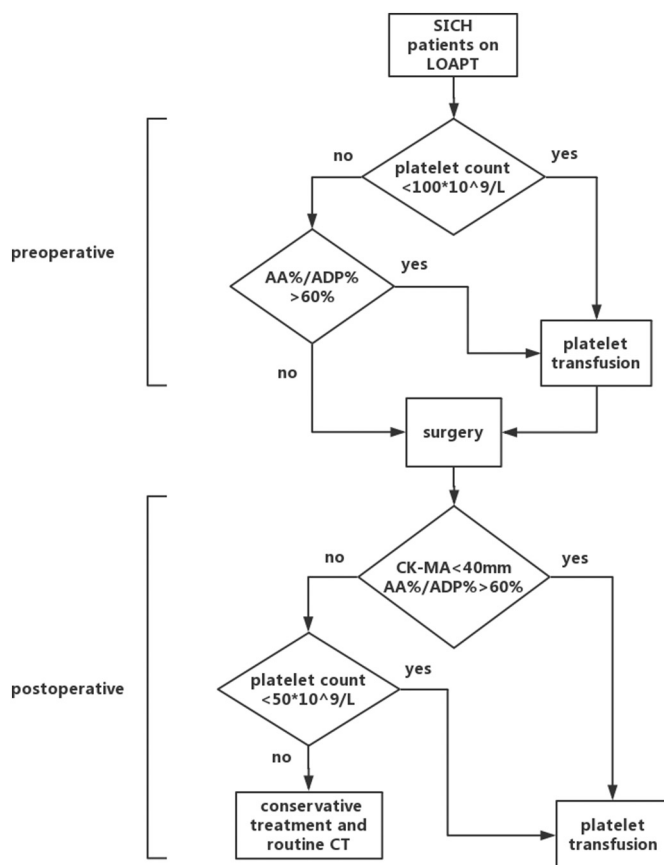 SICH
patients on
LOAPT
no
yes
platelet count
<100*10^9/L
preoperative
AA%/ADP%
>60%
yes
platelet
transfusion
no
surgery
no
CK-MA<40mm
AA%/ADP%>60%
yes
postoperative
platelet count
<50*10^9/L
yes
no
conservative
treatment and
routine CT
platelet
transfusion